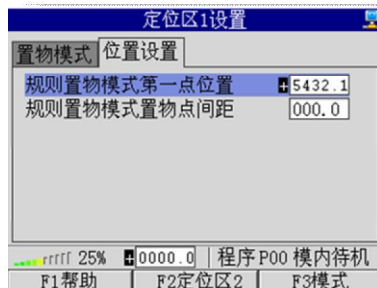 定位区1设置
置物模式 位置设置
规则置物模式第一点位置 +5432.1
规则置物模式置物点间距 000.0
25% +0000.0 程序P00 模内待机
F1帮助 F2定位区2 F3模式